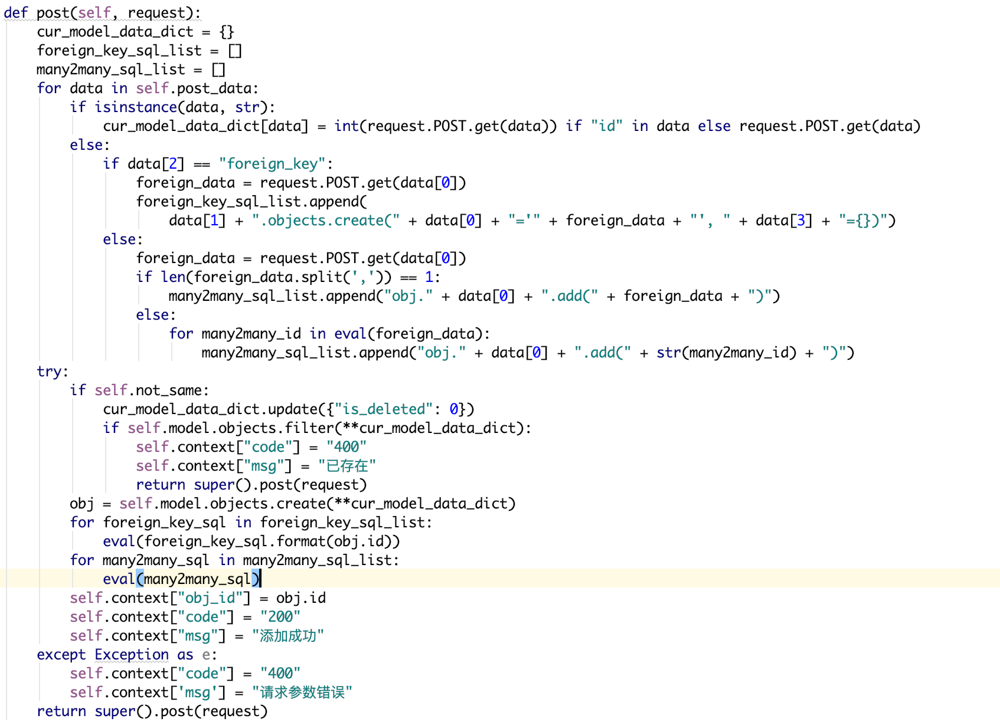 def post(self, request):
    cur_model_data_dict = {}
    foreign_key_sql_list = []
    many2many_sql_list = []
    for data in self.post_data:
        if isinstance(data, str):
            cur_model_data_dict[data] = int(request.POST.get(data)) if "id" in data else request.POST.get(data)
        else:
            if data[2] == "foreign_key":
                foreign_data = request.POST.get(data[0])
                foreign_key_sql_list.append(
                    data[1] + ".objects.create(" + data[0] + "='" + foreign_data + "', " + data[3] + "={})")
            else:
                foreign_data = request.POST.get(data[0])
                if len(foreign_data.split(',')) == 1:
                    many2many_sql_list.append("obj." + data[0] + ".add(" + foreign_data + ")")
                else:
                    for many2many_id in eval(foreign_data):
                        many2many_sql_list.append("obj." + data[0] + ".add(" + str(many2many_id) + ")")
    try:
        if self.not_same:
            cur_model_data_dict.update({"is_deleted": 0})
            if self.model.objects.filter(**cur_model_data_dict):
                self.context["code"] = "400"
                self.context["msg"] = "已存在"
                return super().post(request)
        obj = self.model.objects.create(**cur_model_data_dict)
        for foreign_key_sql in foreign_key_sql_list:
            eval(foreign_key_sql.format(obj.id))
        for many2many_sql in many2many_sql_list:
            eval(many2many_sql)
        self.context["obj_id"] = obj.id
        self.context["code"] = "200"
        self.context["msg"] = "添加成功"
    except Exception as e:
        self.context["code"] = "400"
        self.context['msg'] = "请求参数错误"
    return super().post(request)